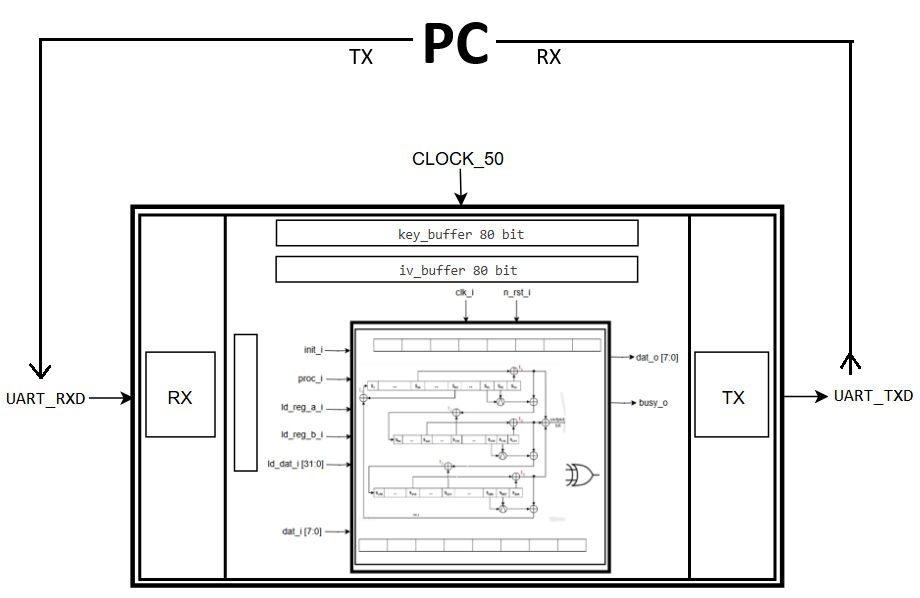 PC
TX
RX
CLOCK_50
key_buffer 80 bit
iv_buffer 80 bit
clk_i
n_rst_i
init_i
proc_i
ld_reg_a_i
ld_reg_b_i
ld_dat_i [31:0]
dat_i [7:0]
dat_o [7:0]
busy_o
UART_RXD
RX
TX
UART_TXD